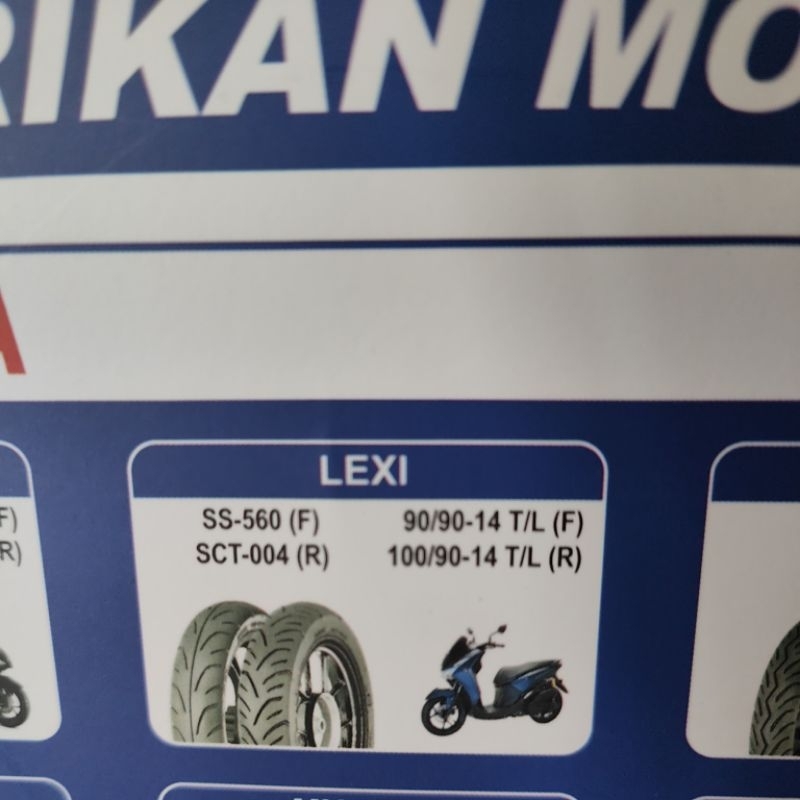 RIKAN MO
A
LEXI
SS-560 (F) 90/90-14 T/L (F)
SCT-004 (R) 100/90-14 T/L (R)
F)
R)